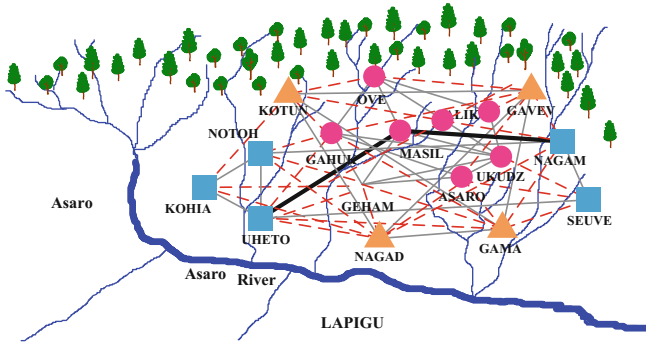 KOTUN
OVE
GAVEV
LIK
NOTOH
GAHUK
MASIL
NAGAM
UKUDZ
KOHIA
ASARO
Asaro
GEHAM
SEUVE
UHETO
NAGAD
GAMA
Asaro River
LAPIGU